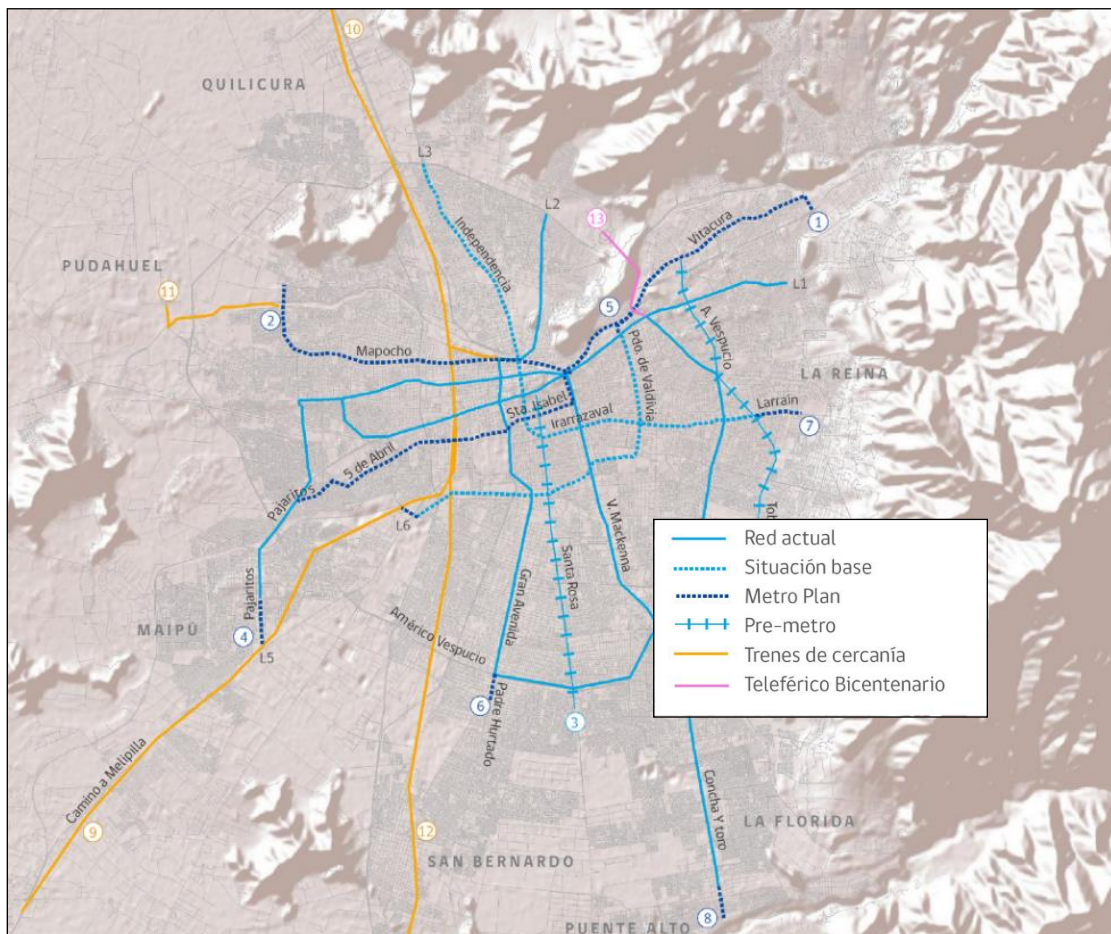 10
QUILICURA
L3
L2
13
Independencia
Vitacura
1
PUDAHUEL
11
L1
2
5
A. Vespucio
Mapocho
pdo. de Valdivia
LA REINA
Sta. Isabel
Irarrazaval
Larrain
7
5 de Abril
Pajaritos
L6
V. Mackenna
Santa Rosa
Gran Avenida
Pajaritos
MAIPÚ
4
L5
Américo Vespucio
6
Padre Hurtado
3
Red actual
Situación base
Metro Plan
Pre-metro
Trenes de cercanía
Teleférico Bicentenario
Camino a Melipilla
9
12
Concha Y toro
LA FLORIDA
SAN BERNARDO
PUENTE ALTO
8